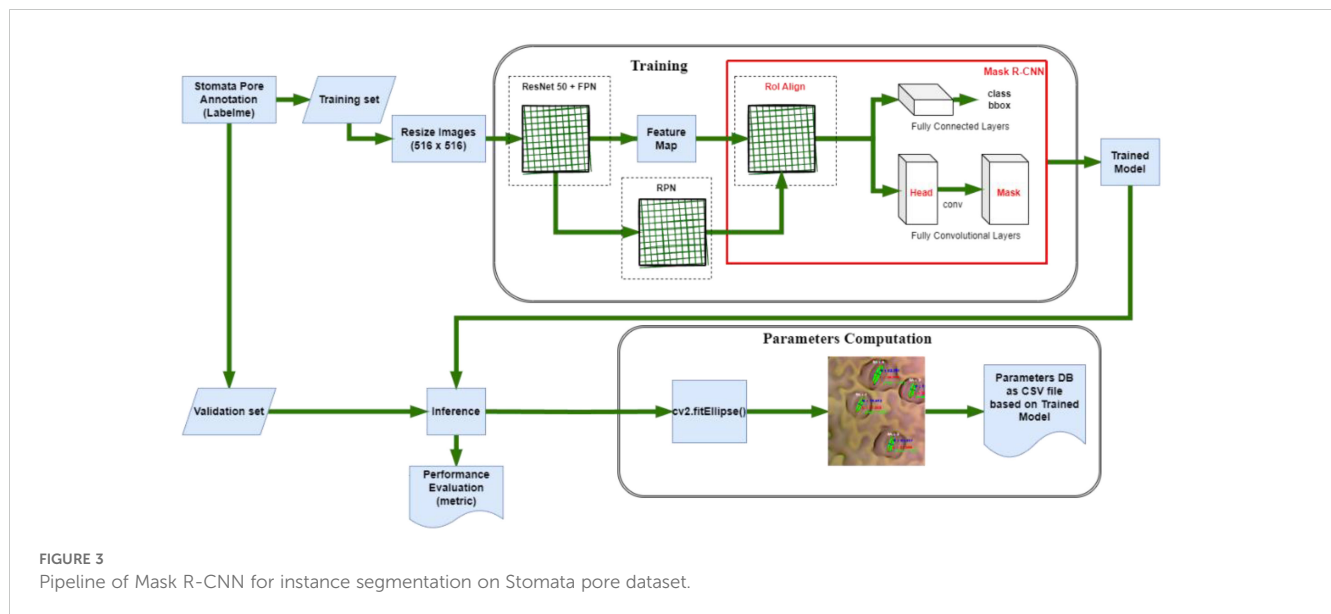 Training
Mask R-CNN
Stomata Pore
Annotation
(Labelme)
Training set
Resize Images
(516 x 516)
ResNet 50 + FPN
Feature
Map
RoI Align
RPN
class
bbox
Fully Connected Layers
Head
conv
Mask
Fully Convolutional Layers
Trained
Model
Validation set
Inference
Performance
Evaluation
(metric)
Parameters Computation
cv2.fitEllipse()
Parameters DB
as CSV file
based on Trained
Model
FIGURE 3
Pipeline of Mask R-CNN for instance segmentation on Stomata pore dataset.